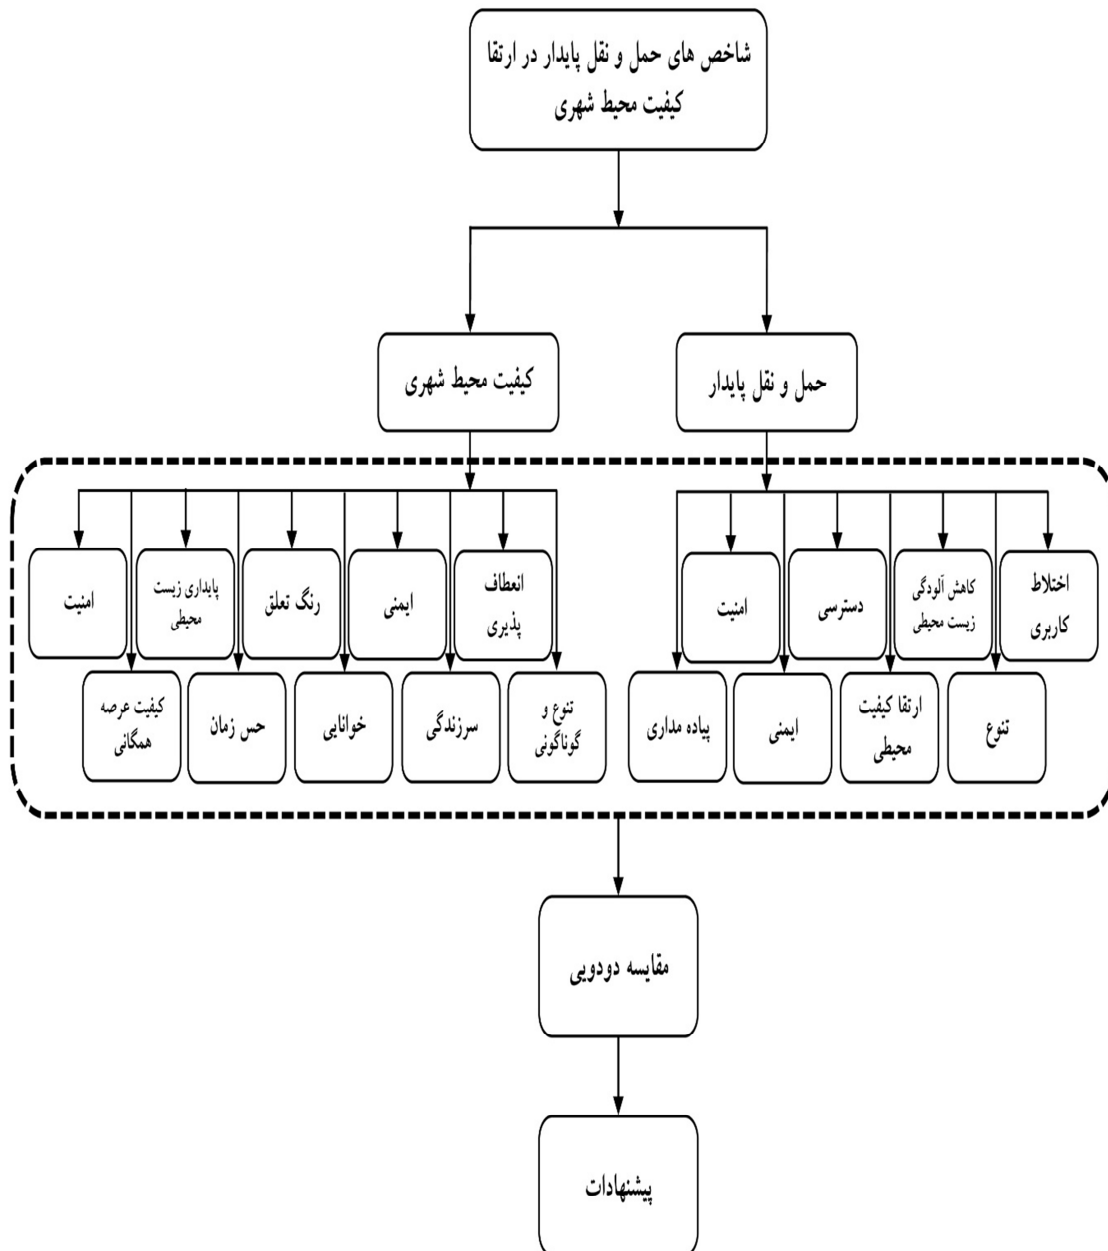 شاخص های حمل و نقل پایدار در ارتقا
کیفیت محیط شهری
حمل و نقل پایدار
کیفیت محیط شهری
اختلاط
کاربری
کاهش آلودگی
زیست محیطی
دسترسی
امنیت
تنوع
ارتقا کیفیت
محیطی
ایمنی
پیاده مداری
انعطاف
پذیری
ایمنی
رنگ تعلق
پایداری زیست
محیطی
امنیت
تنوع و
گوناگونی
سرزندگی
خوانایی
حس زمان
کیفیت عرصه
همگانی
مقایسه دودویی
پیشنهادات